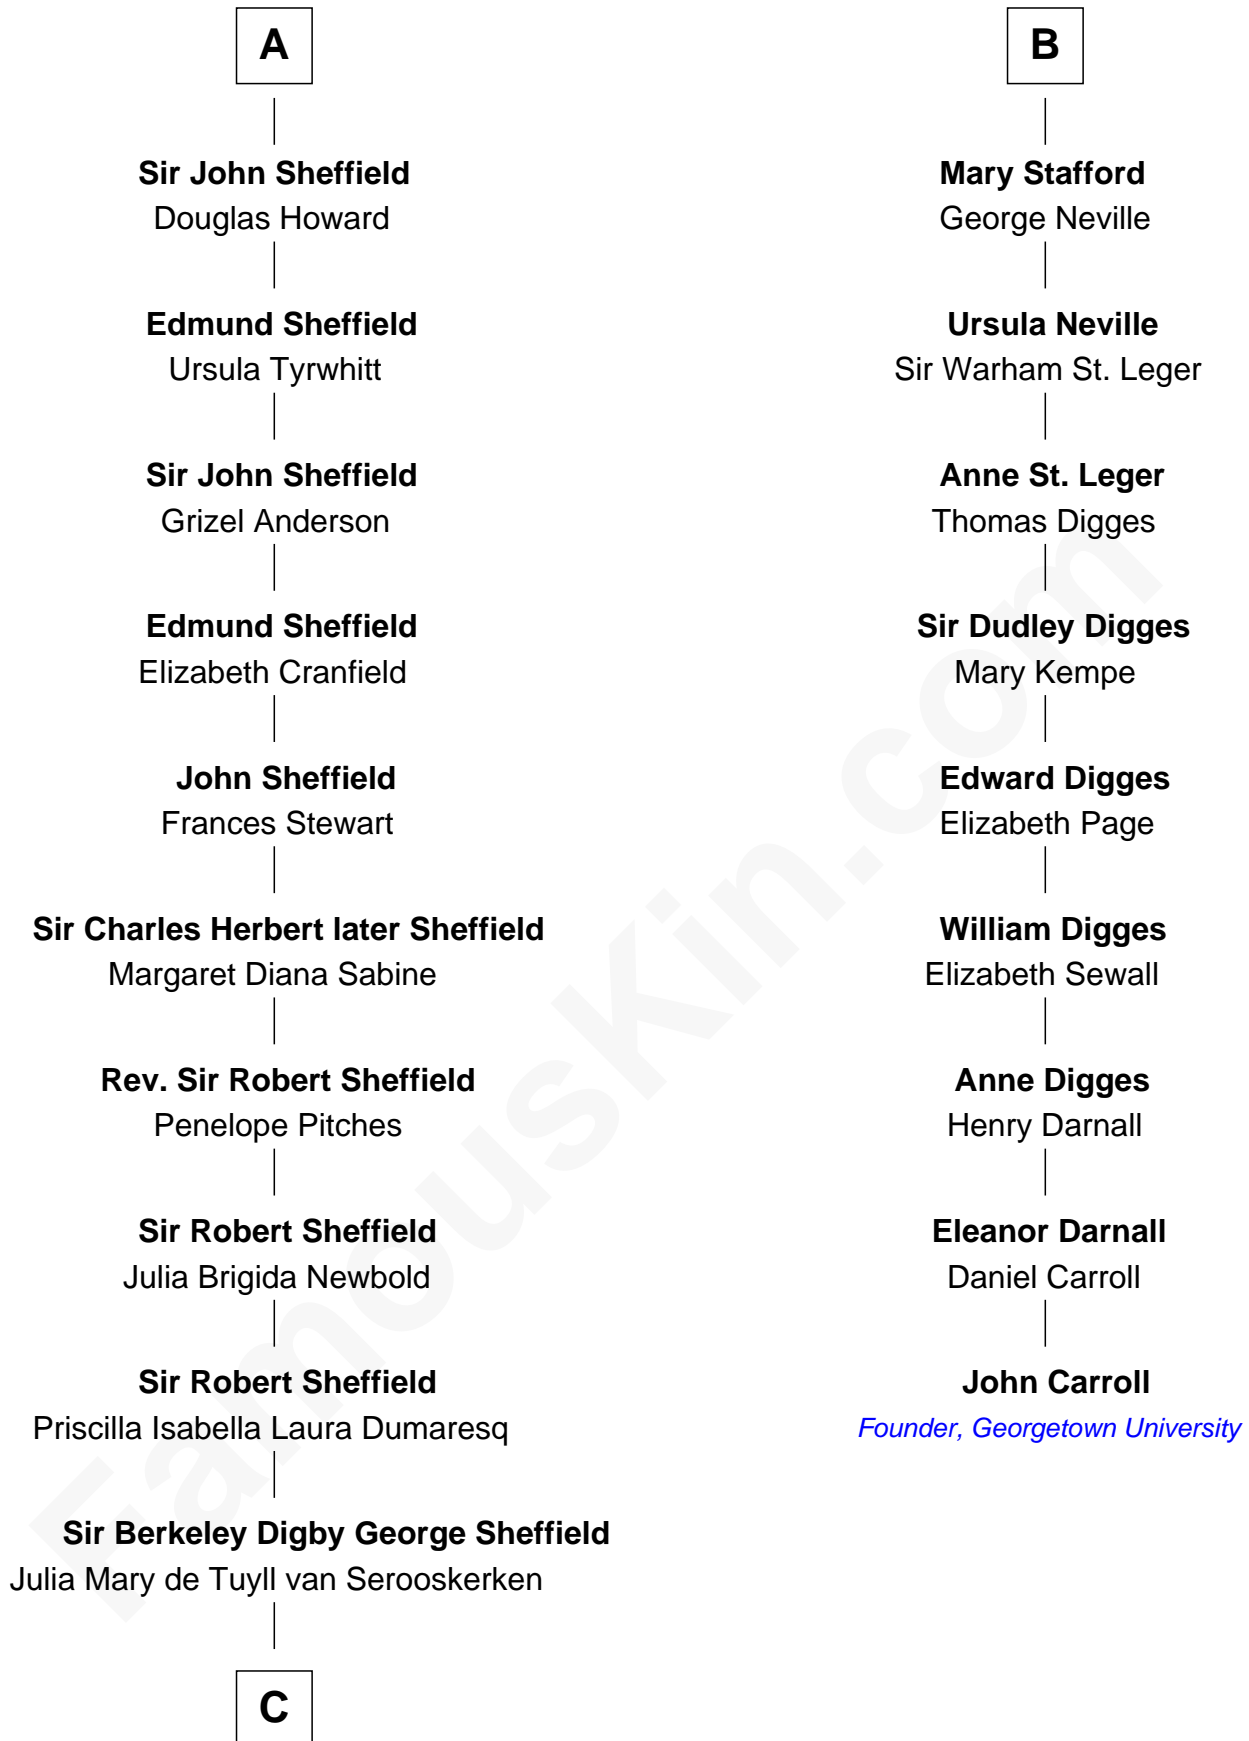 A
Sir John Sheffield
Douglas Howard
Edmund Sheffield
Ursula Tyrwhitt
Sir John Sheffield
Grizel Anderson
Edmund Sheffield
Elizabeth Cranfield
John Sheffield
Frances Stewart
Sir Charles Herbert later Sheffield
Margaret Diana Sabine
Rev. Sir Robert Sheffield
Penelope Pitches
Sir Robert Sheffield
Julia Brigida Newbold
Sir Robert Sheffield
Priscilla Isabella Laura Dumaresq
Sir Berkeley Digby George Sheffield
Julia Mary de Tuyll van Serooskerken
C
B
Mary Stafford
George Neville
Ursula Neville
Sir Warham St. Leger
Anne St. Leger
Thomas Digges
Sir Dudley Digges
Mary Kempe
Edward Digges
Elizabeth Page
William Digges
Elizabeth Sewall
Anne Digges
Henry Darnall
Eleanor Darnall
Daniel Carroll
John Carroll
Founder, Georgetown University
FamousKin.com